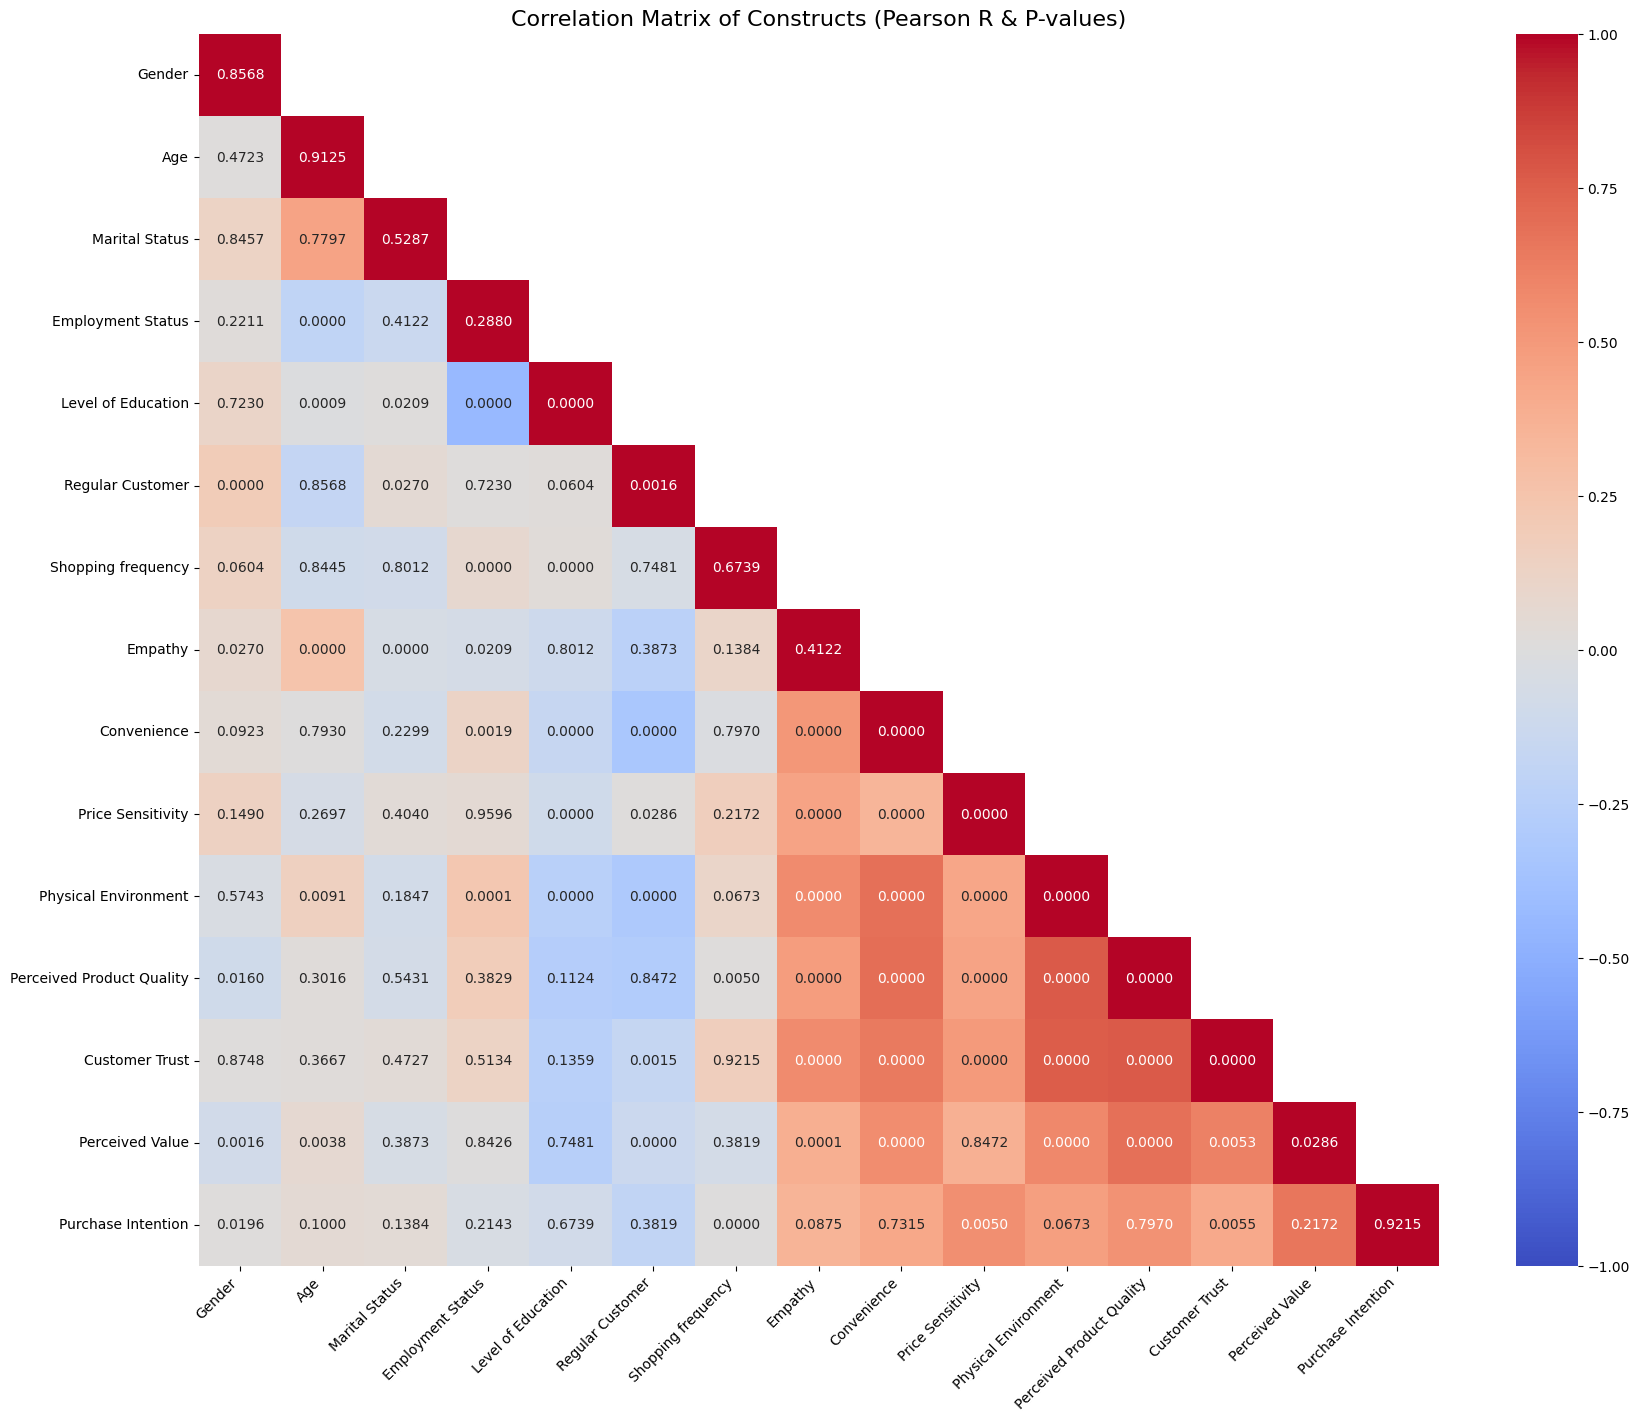 Correlation Matrix of Constructs (Pearson R & P-values)
Gender 0.8568
Age 0.4723 0.9125
Marital Status 0.8457 0.7797 0.5287
Employment Status 0.2211 0.0000 0.4122 0.2880
Level of Education 0.7230 0.0009 0.0209 0.0000 0.0000
Regular Customer 0.0000 0.8568 0.0270 0.7230 0.0604 0.0016
Shopping frequency 0.0604 0.8445 0.8012 0.0000 0.0000 0.7481 0.6739
Empathy 0.0270 0.0000 0.0000 0.0209 0.8012 0.3873 0.1384 0.4122
Convenience 0.0923 0.7930 0.2299 0.0019 0.0000 0.0000 0.7970 0.0000 0.0000
Price Sensitivity 0.1490 0.2697 0.4040 0.9596 0.0000 0.0286 0.2172 0.0000 0.0000 0.0000
Physical Environment 0.5743 0.0091 0.1847 0.0001 0.0000 0.0000 0.0673 0.0000 0.0000 0.0000 0.0000
Perceived Product Quality 0.0160 0.3016 0.5431 0.3829 0.1124 0.8472 0.0050 0.0000 0.0000 0.0000 0.0000 0.0000
Customer Trust 0.8748 0.3667 0.4727 0.5134 0.1359 0.0015 0.9215 0.0000 0.0000 0.0000 0.0000 0.0000 0.0000
Perceived Value 0.0016 0.0038 0.3873 0.8426 0.7481 0.0000 0.3819 0.0001 0.0000 0.8472 0.0000 0.0000 0.0053 0.0286
Purchase Intention 0.0196 0.1000 0.1384 0.2143 0.6739 0.3819 0.0000 0.0875 0.7315 0.0050 0.0673 0.7970 0.0055 0.2172 0.9215
Gender
Age
Marital Status
Employment Status
Level of Education
Regular Customer
Shopping frequency
Empathy
Convenience
Price Sensitivity
Physical Environment
Perceived Product Quality
Customer Trust
Perceived Value
Purchase Intention
1.00
0.75
0.50
0.25
0.00
−0.25
−0.50
−0.75
−1.00